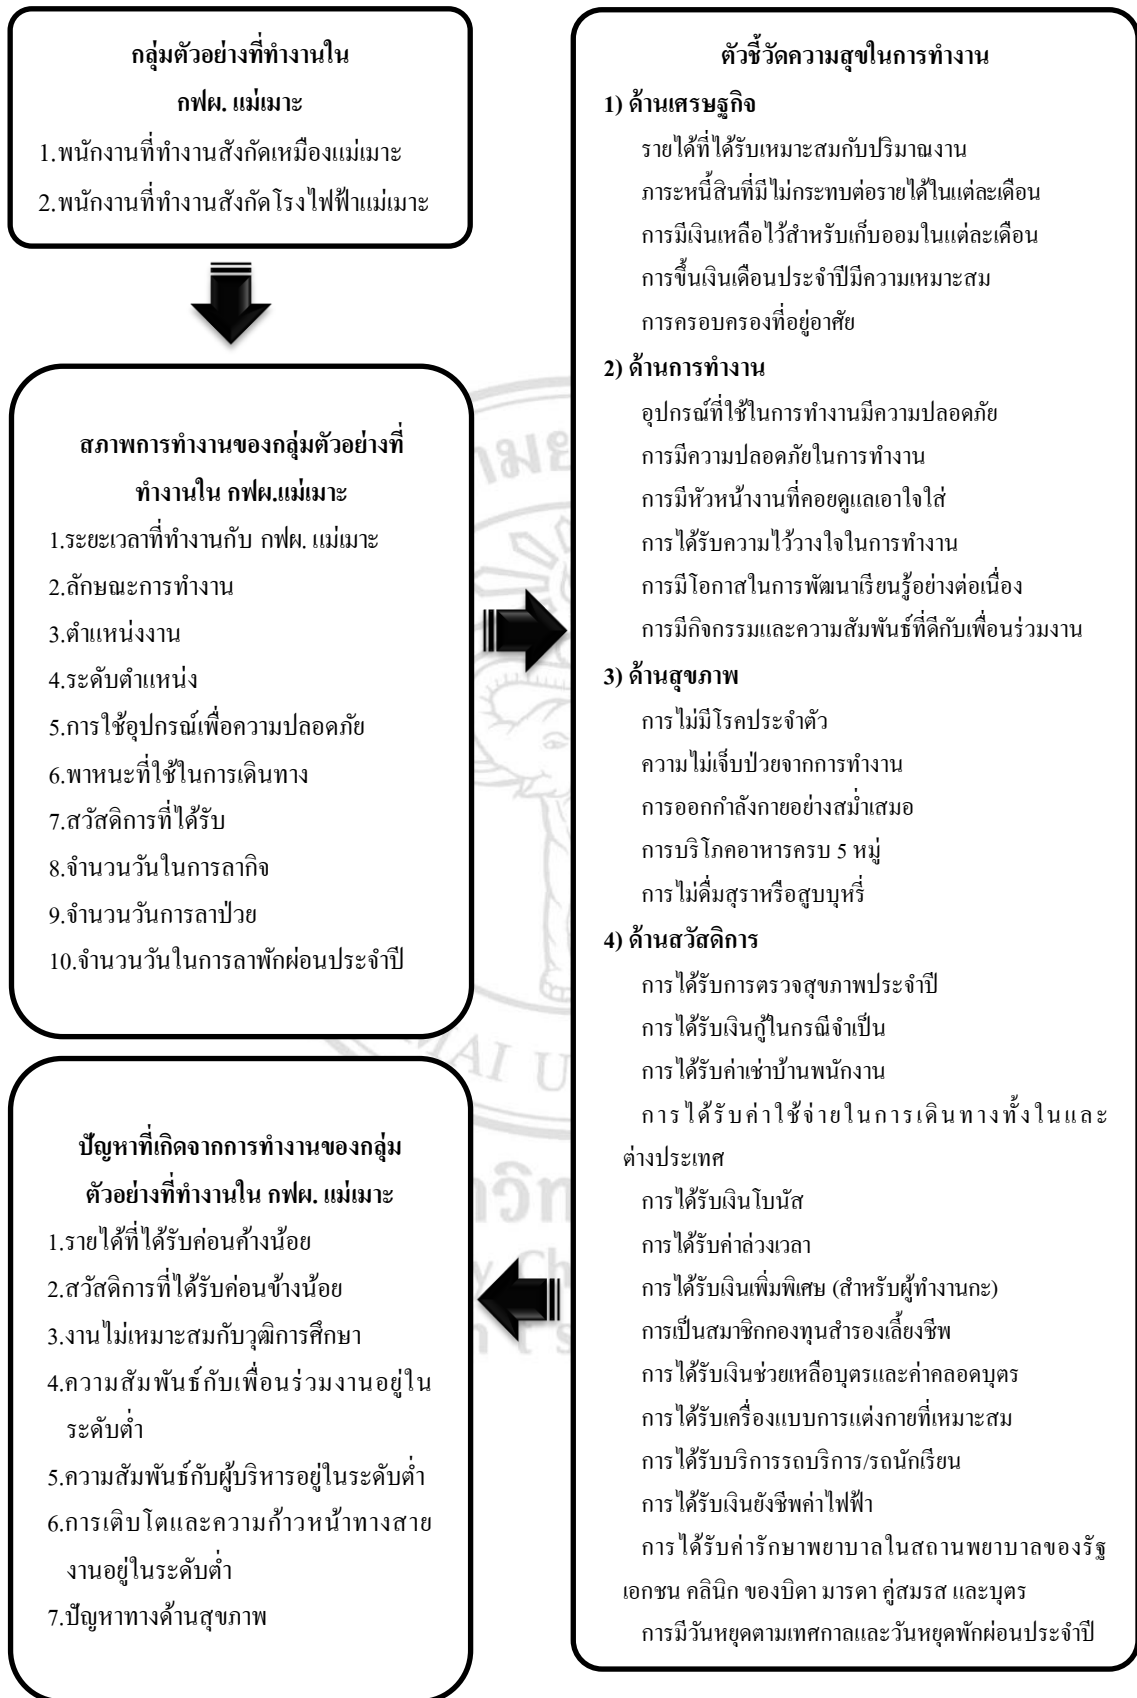 กลุ่มตัวอย่างที่ทำงานใน
กฟผ. แม่เมาะ
1.พนักงานที่ทำงานสังกัดเหมืองแม่เมาะ
2.พนักงานที่ทำงานสังกัดโรงไฟฟ้าแม่เมาะ
สภาพการทำงานของกลุ่มตัวอย่างที่
ทำงานใน กฟผ.แม่เมาะ
1.ระยะเวลาที่ทำงานกับ กฟผ. แม่เมาะ
2.ลักษณะการทำงาน
3.ตำแหน่งงาน
4.ระดับตำแหน่ง
5.การใช้อุปกรณ์เพื่อความปลอดภัย
6.พาหนะที่ใช้ในการเดินทาง
7.สวัสดิการที่ได้รับ
8.จำนวนวันในการลากิจ
9.จำนวนวันการลาป่วย
10.จำนวนวันในการลาพักผ่อนประจำปี
ตัวชี้วัดความสุขในการทำงาน
1) ด้านเศรษฐกิจ
รายได้ที่ได้รับเหมาะสมกับปริมาณงาน
ภาระหนี้สินที่มีไม่กระทบต่อรายได้ในแต่ละเดือน
การมีเงินเหลือไว้สำหรับเก็บออมในแต่ละเดือน
การขึ้นเงินเดือนประจำปีมีความเหมาะสม
การครอบครองที่อยู่อาศัย
2) ด้านการทำงาน
อุปกรณ์ที่ใช้ในการทำงานมีความปลอดภัย
การมีความปลอดภัยในการทำงาน
การมีหัวหน้างานที่คอยดูแลเอาใจใส่
การได้รับความไว้วางใจในการทำงาน
การมีโอกาสในการพัฒนาเรียนรู้อย่างต่อเนื่อง
การมีกิจกรรมและความสัมพันธ์ที่ดีกับเพื่อนร่วมงาน
3) ด้านสุขภาพ
การไม่มีโรคประจำตัว
ความไม่เจ็บป่วยจากการทำงาน
การออกกำลังกายอย่างสม่ำเสมอ
การบริโภคอาหารครบ 5 หมู่
การไม่ดื่มสุราหรือสูบบุหรี่
4) ด้านสวัสดิการ
การได้รับการตรวจสุขภาพประจำปี
การได้รับเงินกู้ในกรณีจำเป็น
การได้รับค่าเช่าบ้านพนักงาน
การได้รับค่าใช้จ่ายในการเดินทางทั้งในและ
ต่างประเทศ
การได้รับเงินโบนัส
การได้รับค่าล่วงเวลา
การได้รับเงินเพิ่มพิเศษ (สำหรับผู้ทำงานกะ)
การเป็นสมาชิกกองทุนสำรองเลี้ยงชีพ
การได้รับเงินช่วยเหลือบุตรและค่าคลอดบุตร
การได้รับเครื่องแบบการแต่งกายที่เหมาะสม
การได้รับบริการรถบริการ/รถนักเรียน
การได้รับเงินยังชีพค่าไฟฟ้า
การได้รับค่ารักษาพยาบาลในสถานพยาบาลของรัฐ
เอกชน คลินิก ของบิดา มารดา คู่สมรส และบุตร
การมีวันหยุดตามเทศกาลและวันหยุดพักผ่อนประจำปี
ปัญหาที่เกิดจากการทำงานของกลุ่ม
ตัวอย่างที่ทำงานใน กฟผ. แม่เมาะ
1.รายได้ที่ได้รับค่อนค้างน้อย
2.สวัสดิการที่ได้รับค่อนข้างน้อย
3.งานไม่เหมาะสมกับวุฒิการศึกษา
4.ความสัมพันธ์กับเพื่อนร่วมงานอยู่ใน
ระดับต่ำ
5.ความสัมพันธ์กับผู้บริหารอยู่ในระดับต่ำ
6.การเติบโตและความก้าวหน้าทางสาย
งานอยู่ในระดับต่ำ
7.ปัญหาทางด้านสุขภาพ